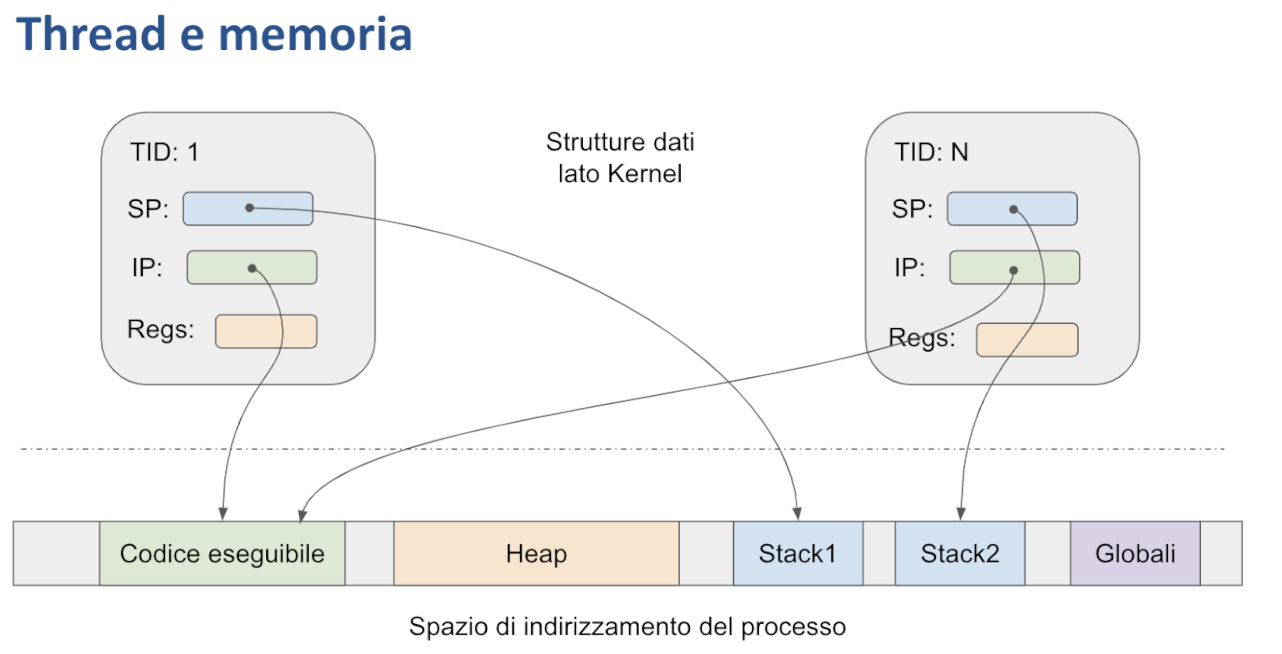 Thread e memoria
Strutture dati
lato Kernel
TID: 1
SP:
IP:
Regs:
TID: N
SP:
IP:
Regs:
Codice eseguibile
Heap
Stack1
Stack2
Globali
Spazio di indirizzamento del processo